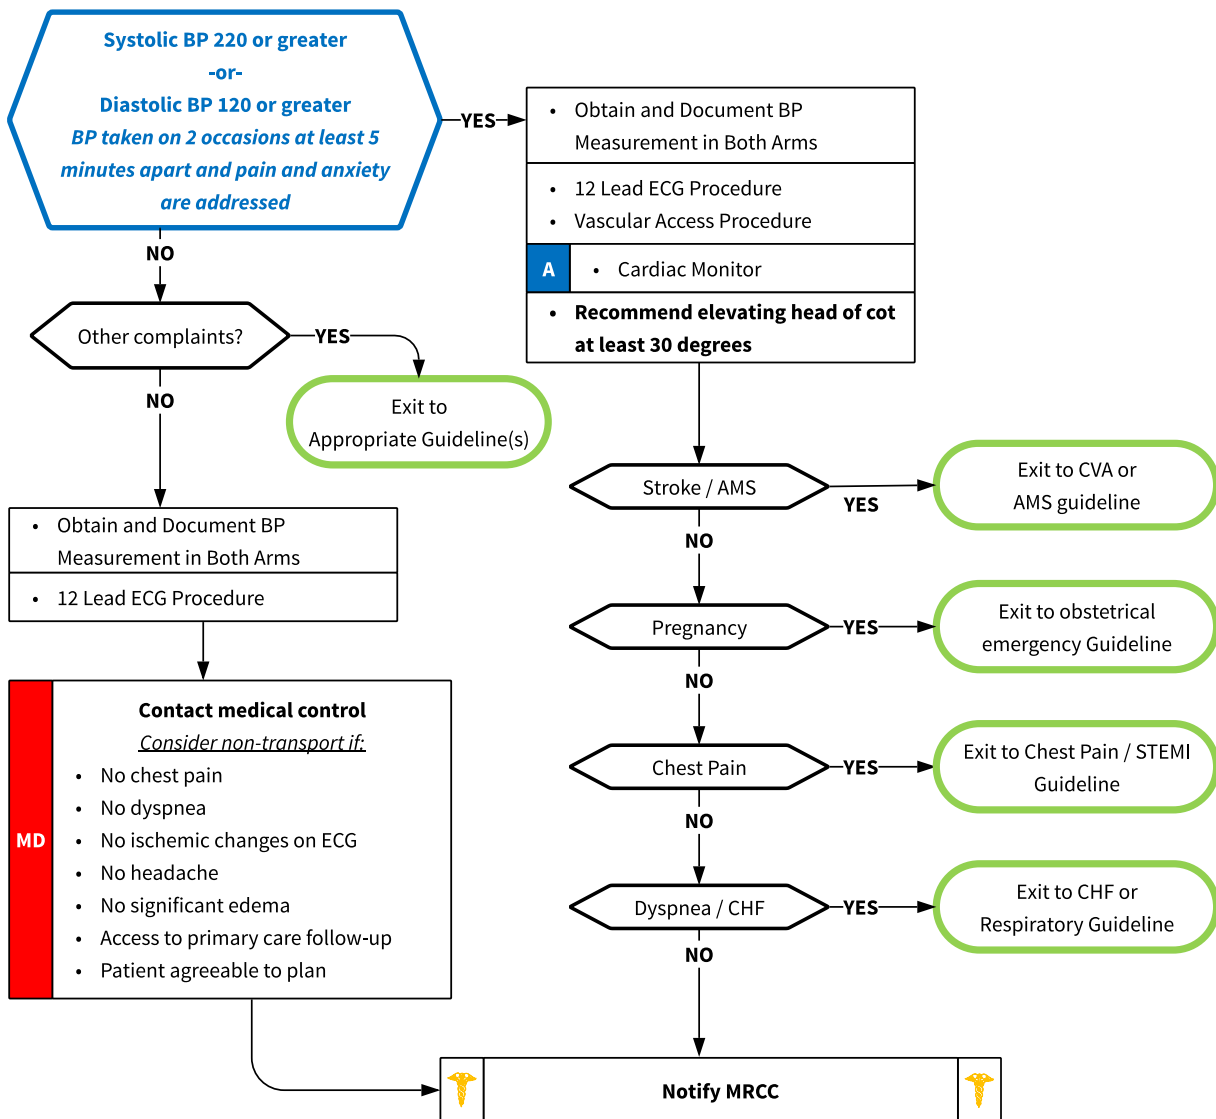 Systolic BP 220 or greater
-or-
Diastolic BP 120 or greater
BP taken on 2 occasions at least 5
minutes apart and pain and anxiety
are addressed
YES
• Obtain and Document BP
Measurement in Both Arms
• 12 Lead ECG Procedure
• Vascular Access Procedure
A
• Cardiac Monitor
• Recommend elevating head of cot
at least 30 degrees
NO
Other complaints?
YES
Exit to
Appropriate Guideline(s)
NO
• Obtain and Document BP
Measurement in Both Arms
• 12 Lead ECG Procedure
MD
Contact medical control
Consider non-transport if:
• No chest pain
• No dyspnea
• No ischemic changes on ECG
• No headache
• No significant edema
• Access to primary care follow-up
• Patient agreeable to plan
Stroke / AMS
YES
Exit to CVA or
AMS guideline
NO
Pregnancy
YES
Exit to obstetrical
emergency Guideline
NO
Chest Pain
YES
Exit to Chest Pain / STEMI
Guideline
NO
Dyspnea / CHF
YES
Exit to CHF or
Respiratory Guideline
NO
Notify MRCC